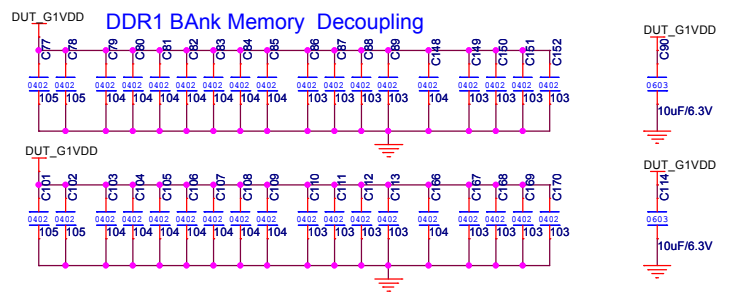 DDR1 BAnk Memory Decoupling
DUT_G1VDD
DUT_G1VDD
C77 C78 C79 C80 C81 C82 C83 C84 C85 C86 C87 C88 C89 C148 C149 C150 C151 C152 C90
0402 0402 0402 0402 0402 0402 0402 0402 0402 0402 0402 0402 0402 0402 0402 0402 0402 0402 0603
105 105 104 104 104 104 104 104 104 103 103 103 103 104 103 103 103 103 10uF/6.3V
DUT_G1VDD
DUT_G1VDD
C101 C102 C103 C104 C105 C106 C107 C108 C109 C110 C111 C112 C113 C166 C167 C168 C169 C170 C114
0402 0402 0402 0402 0402 0402 0402 0402 0402 0402 0402 0402 0402 0402 0402 0402 0402 0402 0603
105 105 104 104 104 104 104 104 104 103 103 103 103 104 103 103 103 103 10uF/6.3V